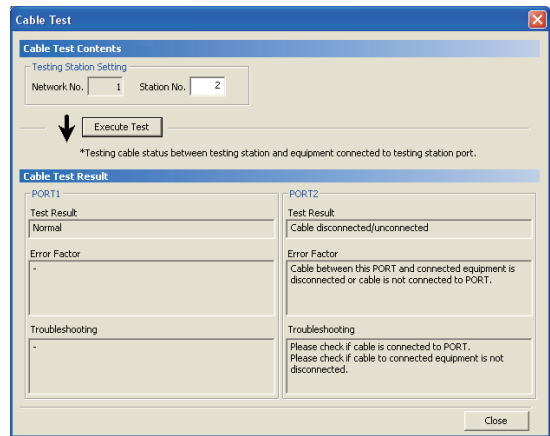 Cable Test
Cable Test Contents
Testing Station Setting
Network No. 1 Station No. 2
Execute Test
*Testing cable status between testing station and equipment connected to testing station port.
Cable Test Result
PORT1
Test Result
Normal
Error Factor
-
Troubleshooting
-
PORT2
Test Result
Cable disconnected/unconnected
Error Factor
Cable between this PORT and connected equipment is
disconnected or cable is not connected to PORT.
Troubleshooting
Please check if cable is connected to PORT.
Please check if cable to connected equipment is not
disconnected.
Close